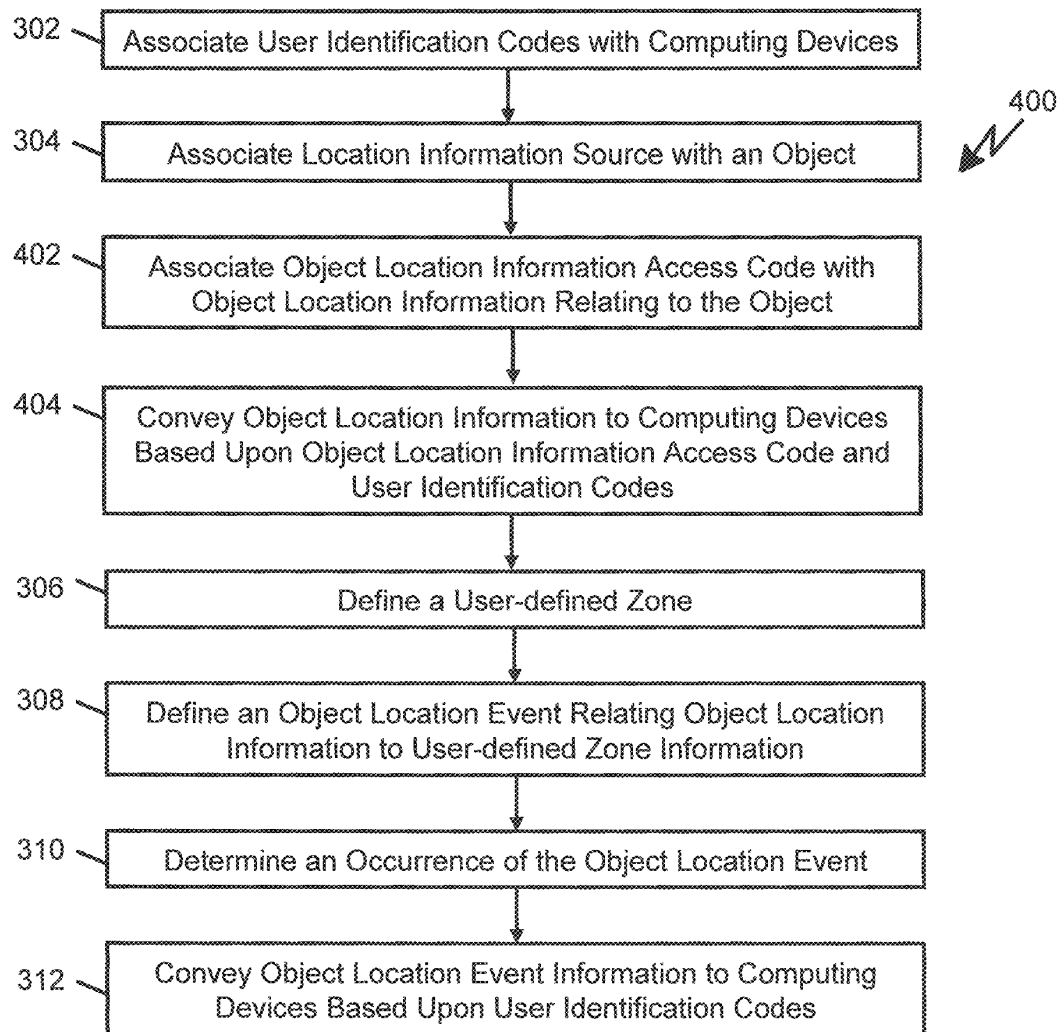 302
Associate User Identification Codes with Computing Devices
400
304
Associate Location Information Source with an Object
402
Associate Object Location Information Access Code with
Object Location Information Relating to the Object
404
Convey Object Location Information to Computing Devices
Based Upon Object Location Information Access Code and
User Identification Codes
306
Define a User-defined Zone
308
Define an Object Location Event Relating Object Location
Information to User-defined Zone Information
310
Determine an Occurrence of the Object Location Event
312
Convey Object Location Event Information to Computing
Devices Based Upon User Identification Codes